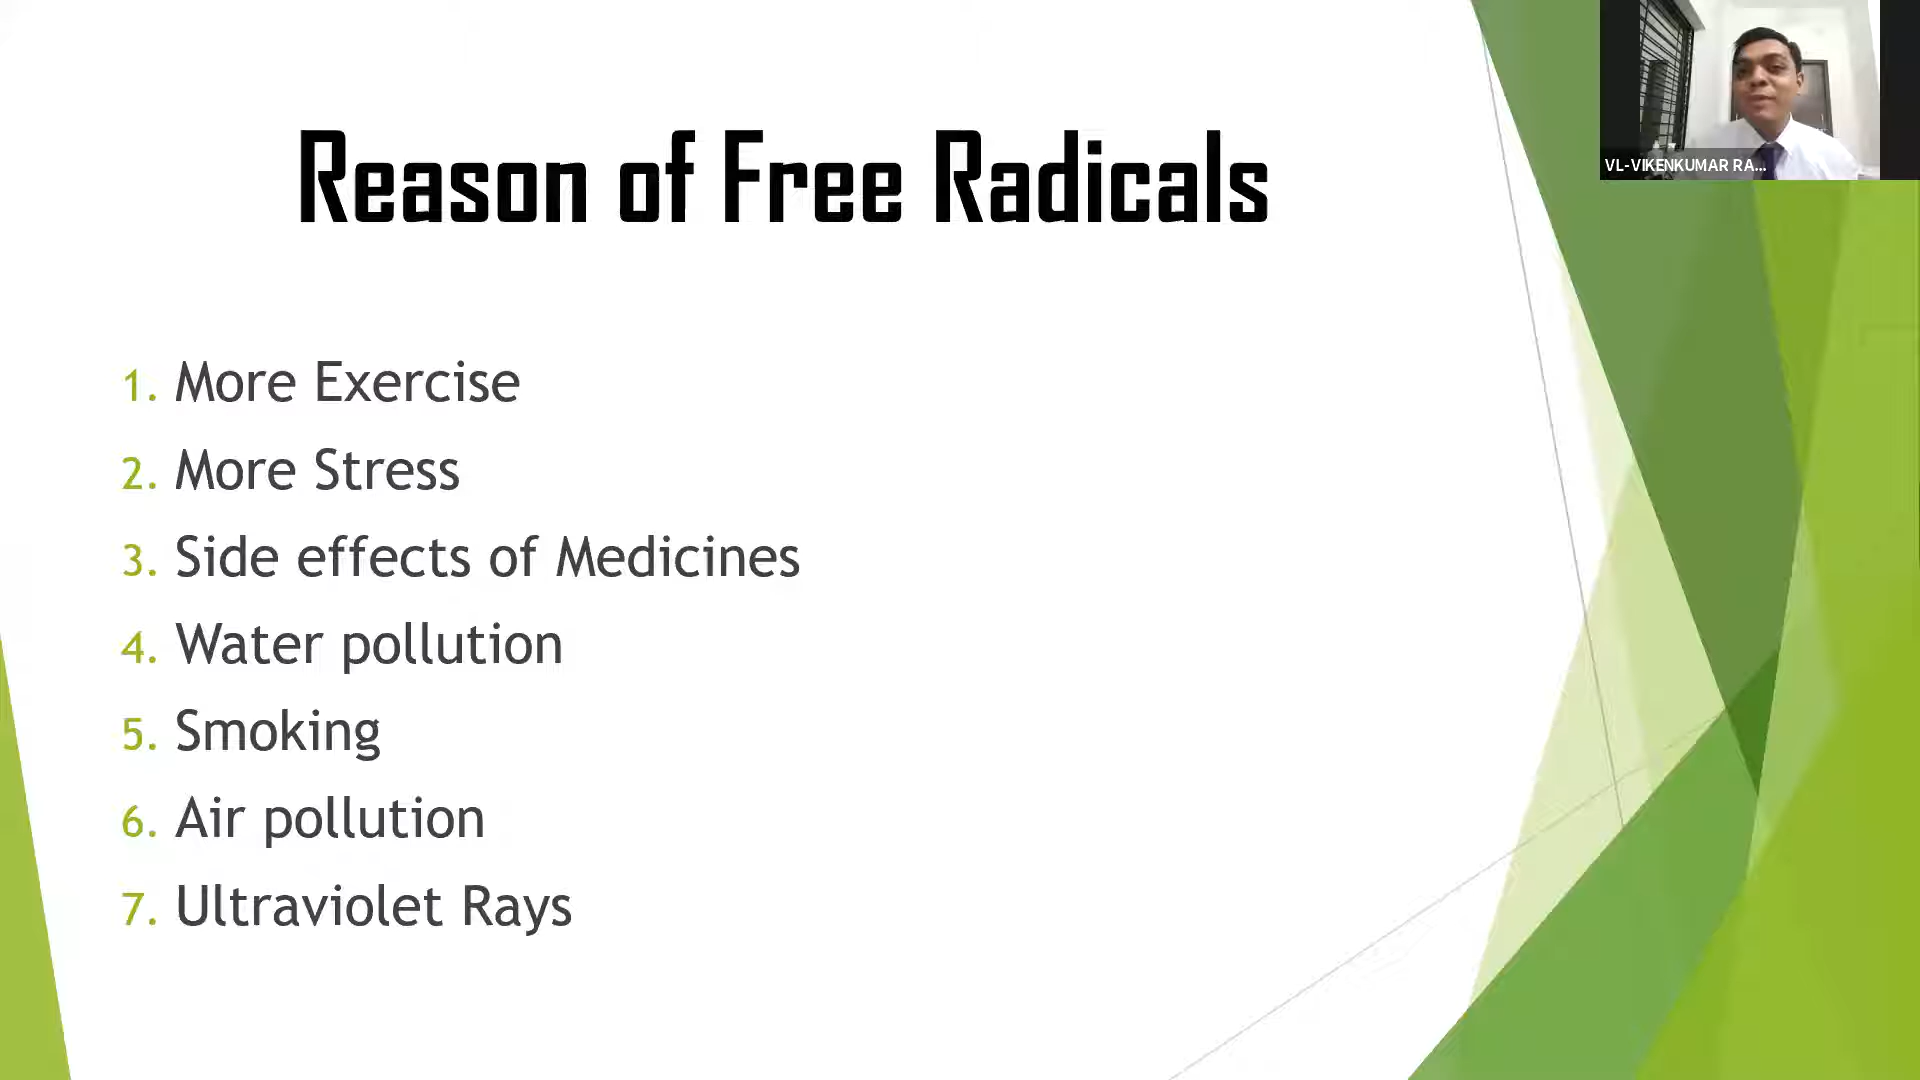 VL-VIKENKUMAR RA...
Reason of Free Radicals
1. More Exercise
2. More Stress
3. Side effects of Medicines
4. Water pollution
5. Smoking
6. Air pollution
7. Ultraviolet Rays